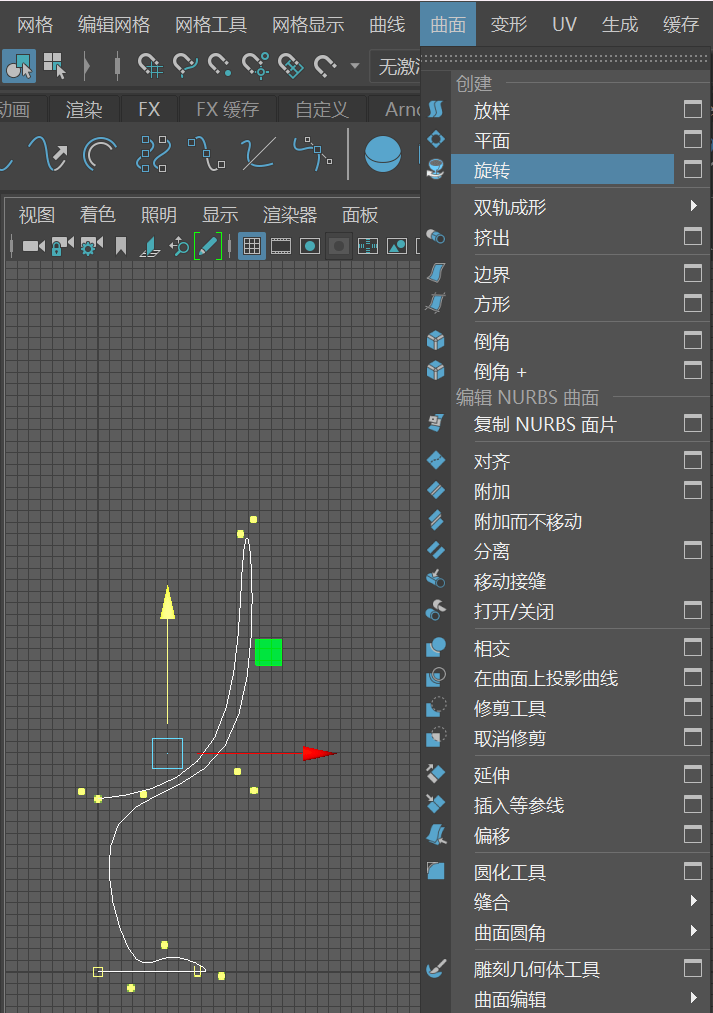 网格 编辑网格 网格工具 网格显示 曲线 曲面 变形 UV 生成 缓存
无激
动画 渲染 FX FX 缓存 自定义 Arno
视图 着色 照明 显示 渲染器 面板
创建
放样
平面
旋转
双轨成形
挤出
边界
方形
倒角
倒角 +
编辑 NURBS 曲面
复制 NURBS 面片
对齐
附加
附加而不移动
分离
移动接缝
打开/关闭
相交
在曲面上投影曲线
修剪工具
取消修剪
延伸
插入等参线
偏移
圆化工具
缝合
曲面圆角
雕刻几何体工具
曲面编辑